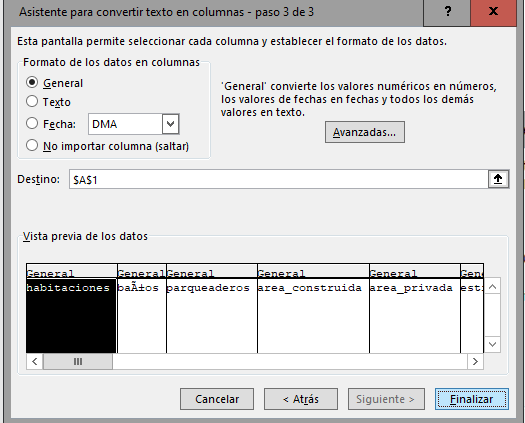 Asistente para convertir texto en columnas - paso 3 de 3
?
X
Esta pantalla permite seleccionar cada columna y establecer el formato de los datos.
Formato de los datos en columnas
General
Texto
Fecha: DMA
No importar columna (saltar)
'General' convierte los valores numéricos en números,
los valores de fechas en fechas y todos los demás
valores en texto.
Avanzadas...
Destino: $A$1
Vista previa de los datos
General General General General General Gene
habitaciones baÃ±os parqueaderos area_construida area_privada est
Cancelar
< Atrás
Siguiente >
Finalizar